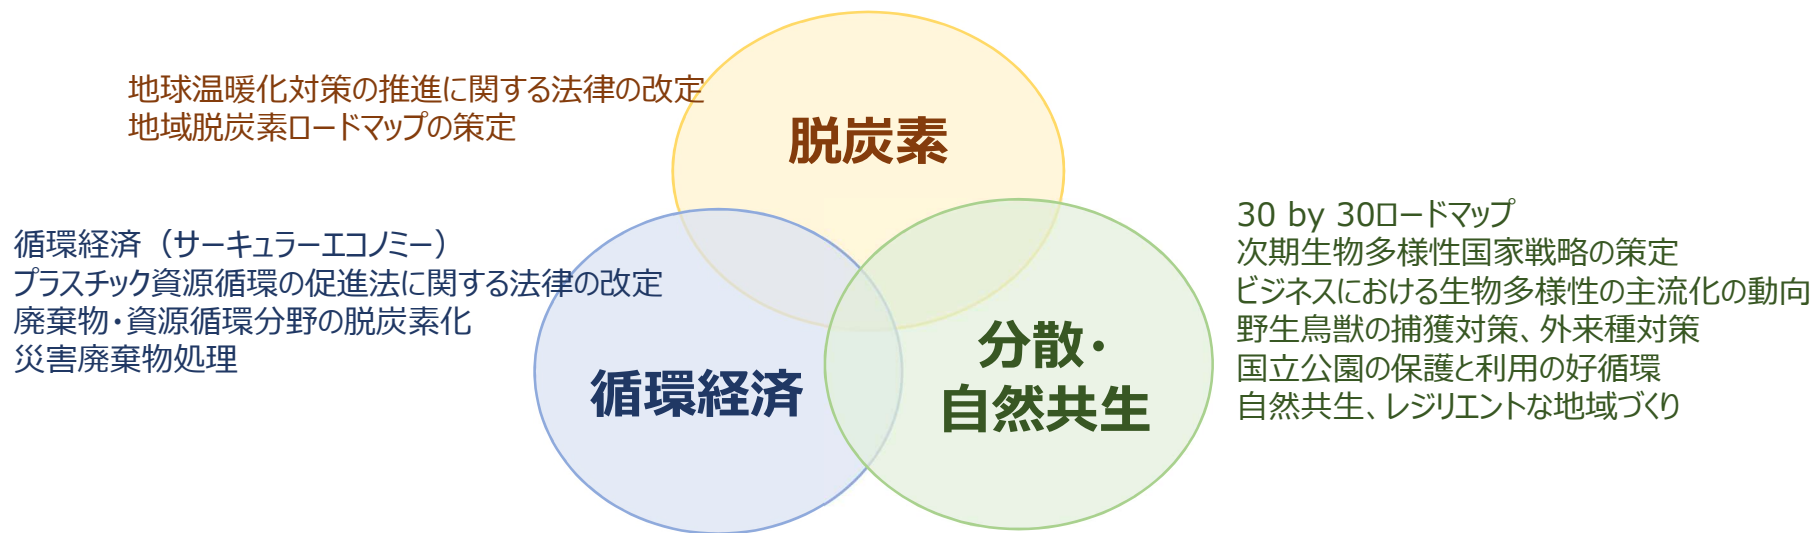 地球温暖化対策の推進に関する法律の改定
地域脱炭素ロードマップの策定
脱炭素
循環経済（サーキュラーエコノミー）
プラスチック資源循環の促進法に関する法律の改定
廃棄物・資源循環分野の脱炭素化
災害廃棄物処理
循環経済
分散・
自然共生
30 by 30ロードマップ
次期生物多様性国家戦略の策定
ビジネスにおける生物多様性の主流化の動向
野生鳥獣の捕獲対策、外来種対策
国立公園の保護と利用の好循環
自然共生、レジリエントな地域づくり